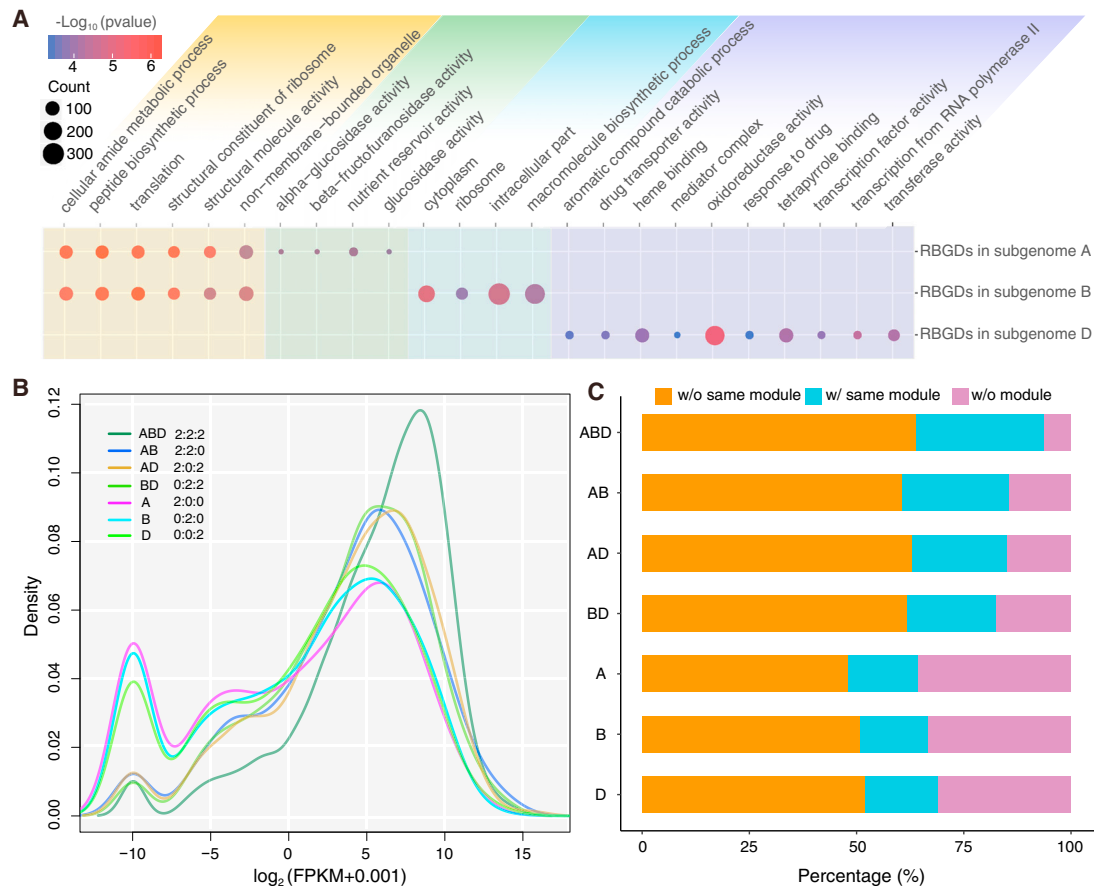 A
-Log10 (pvalue)
4 5 6
Count
100
200
300
cellular amide metabolic process
peptide biosynthetic process
translation
structural constituent of ribosome
structural molecule activity
non−membrane−bounded organelle
alpha−glucosidase activity
beta−fructofuranosidase activity
nutrient reservoir activity
glucosidase activity
cytoplasm
ribosome
intracellular part
macromolecule biosynthetic process
aromatic compound catabolic process
drug transporter activity
heme binding
mediator complex
oxidoreductase activity
response to drug
tetrapyrrole binding
transcription factor activity
transcription from RNA polymerase II
transferase activity
RBGDs in subgenome A
RBGDs in subgenome B
RBGDs in subgenome D
B
Density
0.12
0.10
0.08
0.06
0.04
0.02
0.00
ABD 2:2:2
AB 2:2:0
AD 2:0:2
BD 0:2:2
A 2:0:0
B 0:2:0
D 0:0:2
−10 −5 0 5 10 15
log2 (FPKM+0.001)
C
w/o same module w/ same module w/o module
ABD
AB
AD
BD
A
B
D
0 25 50 75 100
Percentage (%)